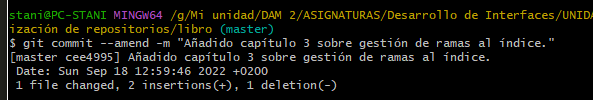 stani@PC-STANI MINGW64 /g/Mi unidad/DAM 2/ASIGNATURAS/Desarrollo de Interfaces/UNIDA
ización de repositorios/libro (master)
$ git commit --amend -m "Añadido capítulo 3 sobre gestión de ramas al índice."
[master cee4995] Añadido capítulo 3 sobre gestión de ramas al índice.
 Date: Sun Sep 18 12:59:46 2022 +0200
 1 file changed, 2 insertions(+), 1 deletion(-)